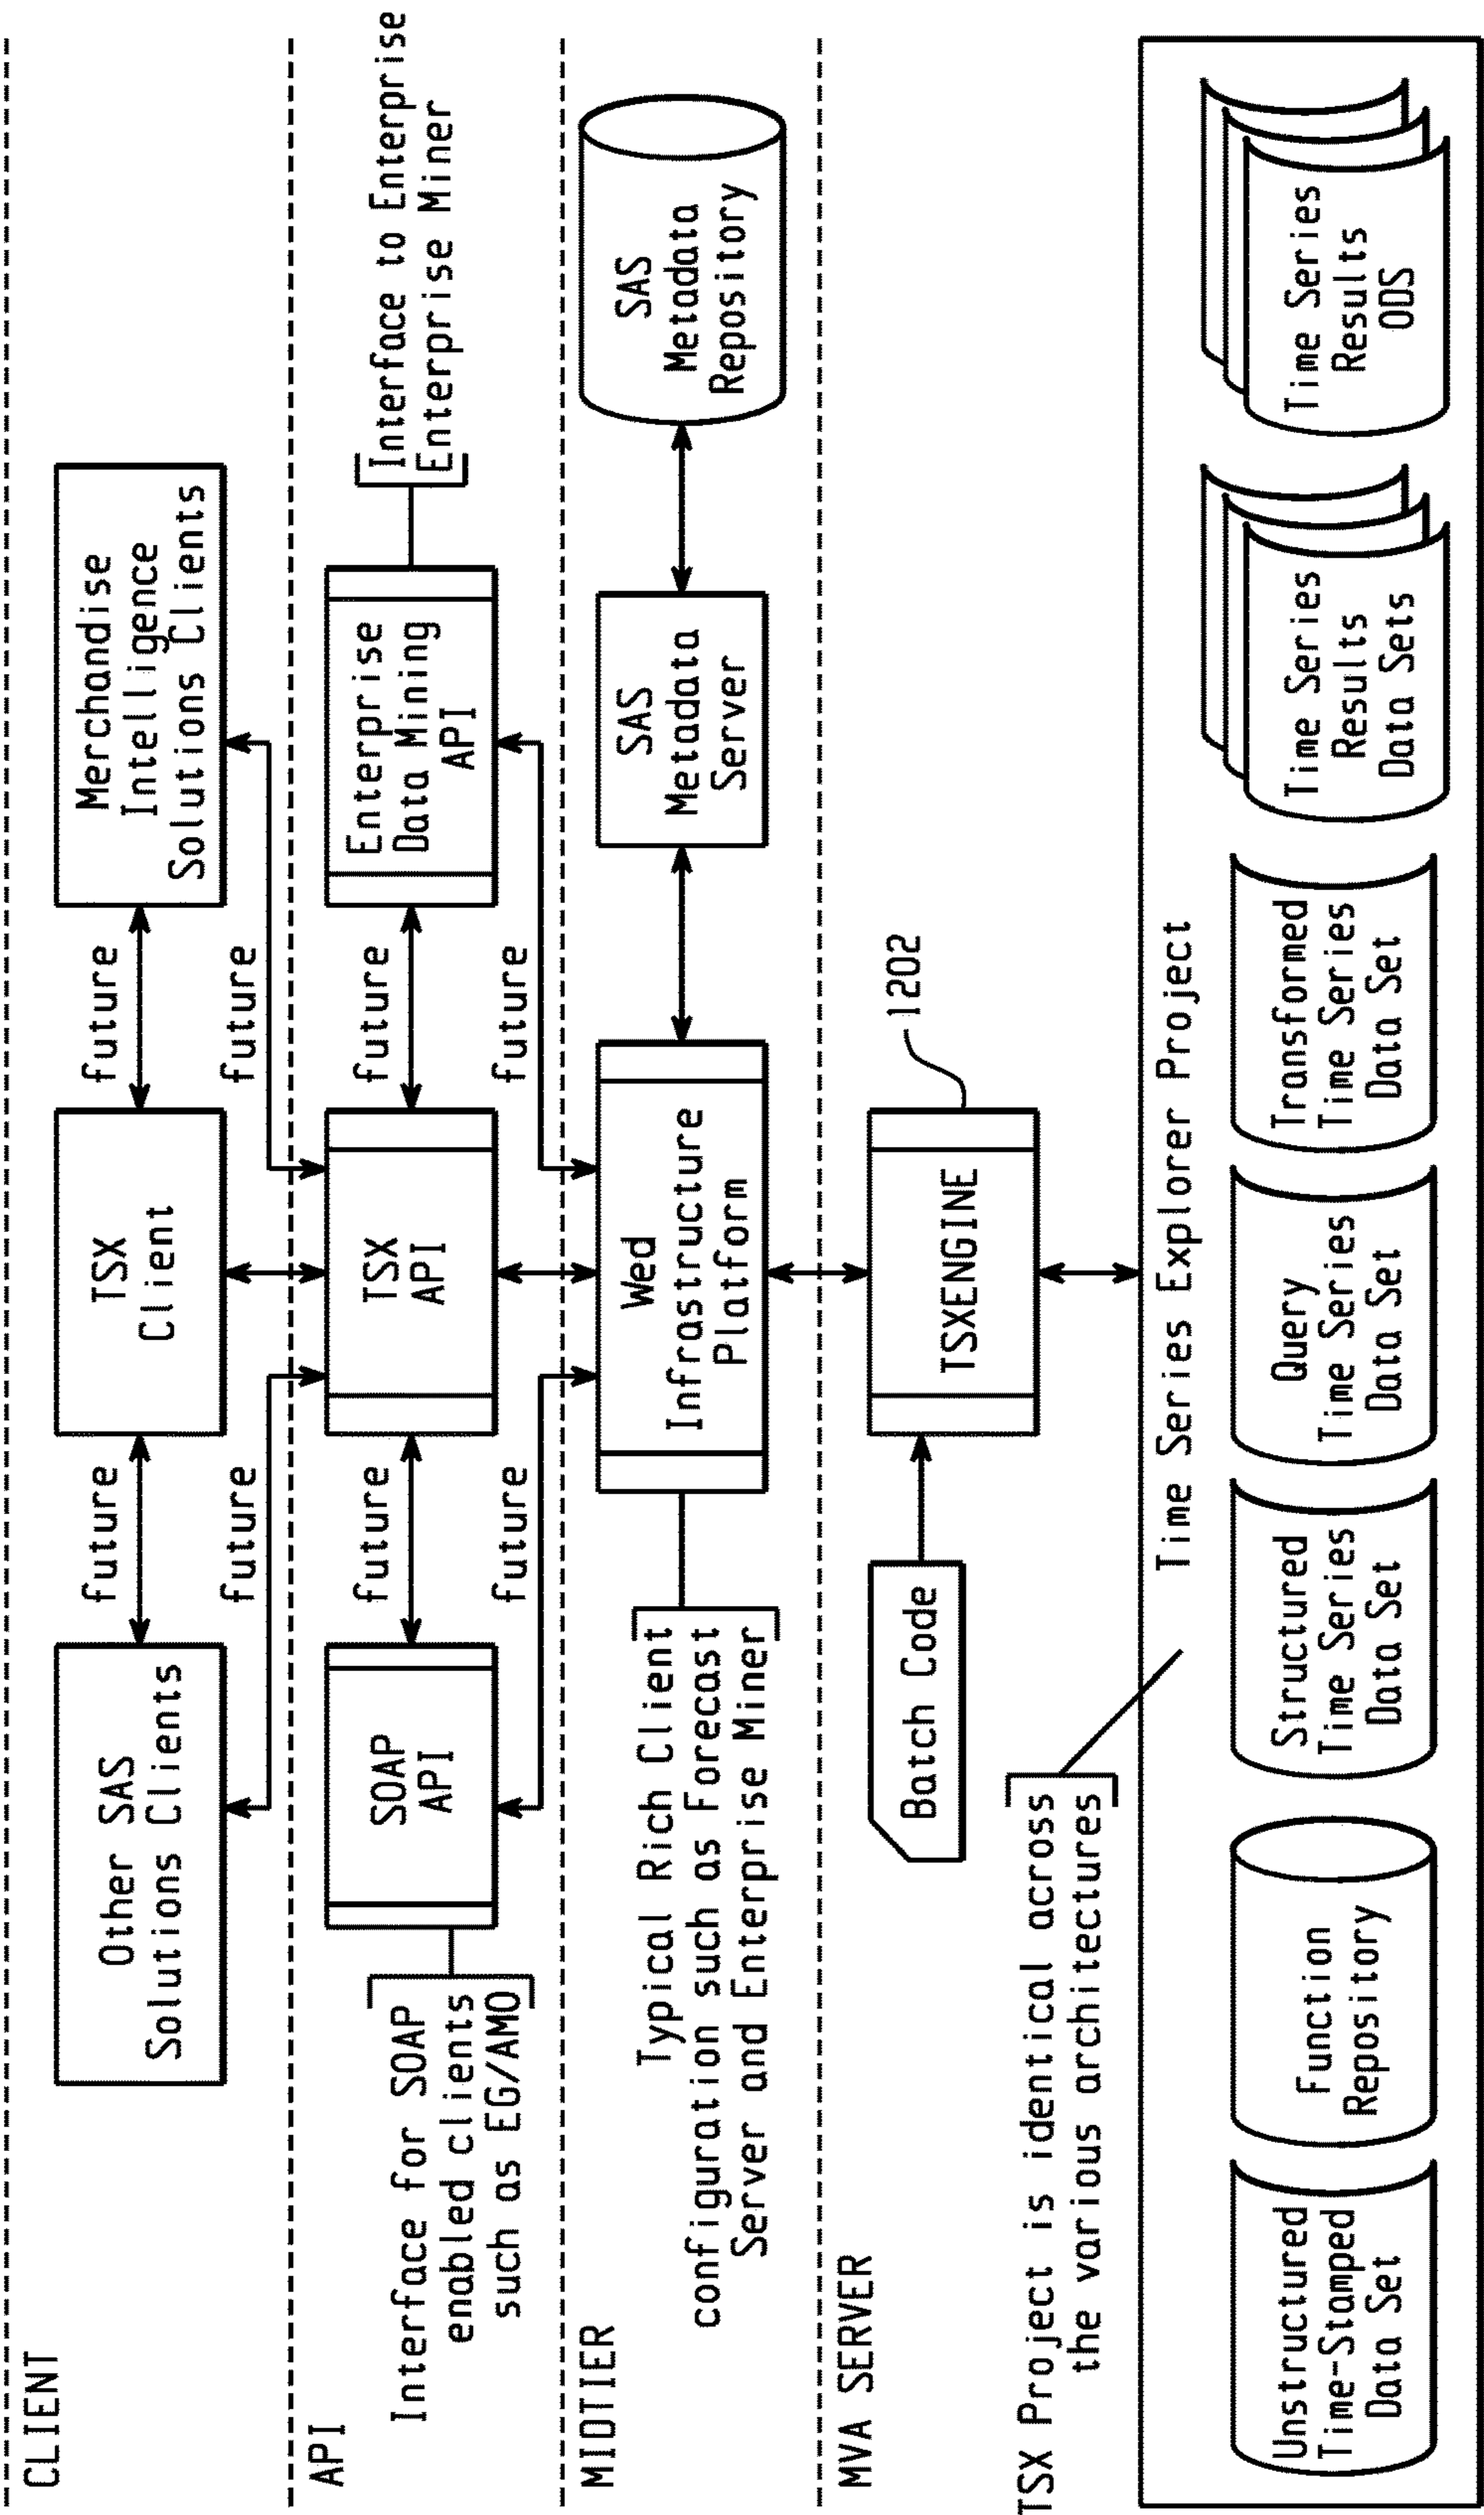 CLIENT
Other SAS
Solutions Clients
future
TSX
Client
future
Merchandise
Intelligence
Solutions Clients
future
future
API
Interface for SOAP
enabled clients
such as EG/AMO
SOAP
API
future
TSX
API
future
Enterprise
Data Mining
API
Interface to Enterprise
Enterprise Miner
future
future
MIDTIER
Typical Rich Client
configuration such as Forecast
Server and Enterprise Miner
Wed
Infrastructure
Platform
SAS
Metadata
Server
SAS
Metadata
Repository
MVA SERVER
Batch Code
TSXENGINE
1202
TSX Project is identical across
the various architectures
Time Series Explorer Project
Unstructured
Time-Stamped
Data Set
Function
Repository
Structured
Time Series
Data Set
Query
Time Series
Data Set
Transformed
Time Series
Data Set
Time Series
Results
Data Sets
Time Series
Results
ODS